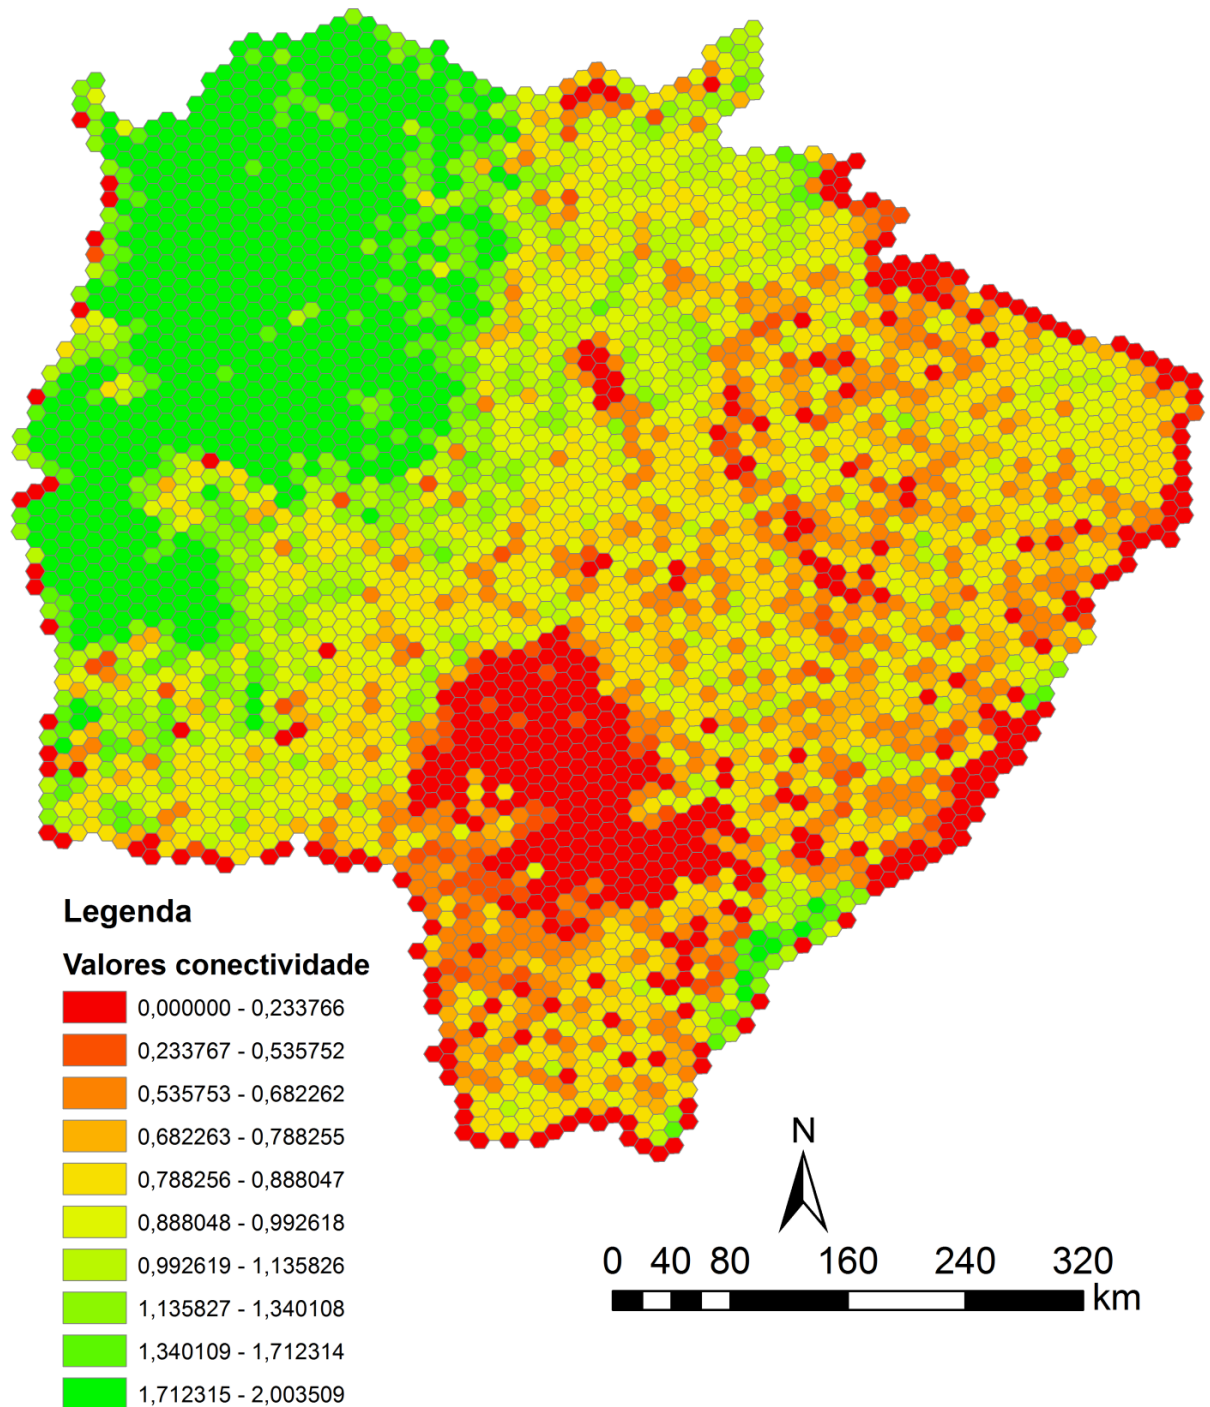 Legenda
Valores conectividade
0,000000 - 0,233766
0,233767 - 0,535752
0,535753 - 0,682262
0,682263 - 0,788255
0,788256 - 0,888047
0,888048 - 0,992618
0,992619 - 1,135826
1,135827 - 1,340108
1,340109 - 1,712314
1,712315 - 2,003509
N
0 40 80 160 240 320
km